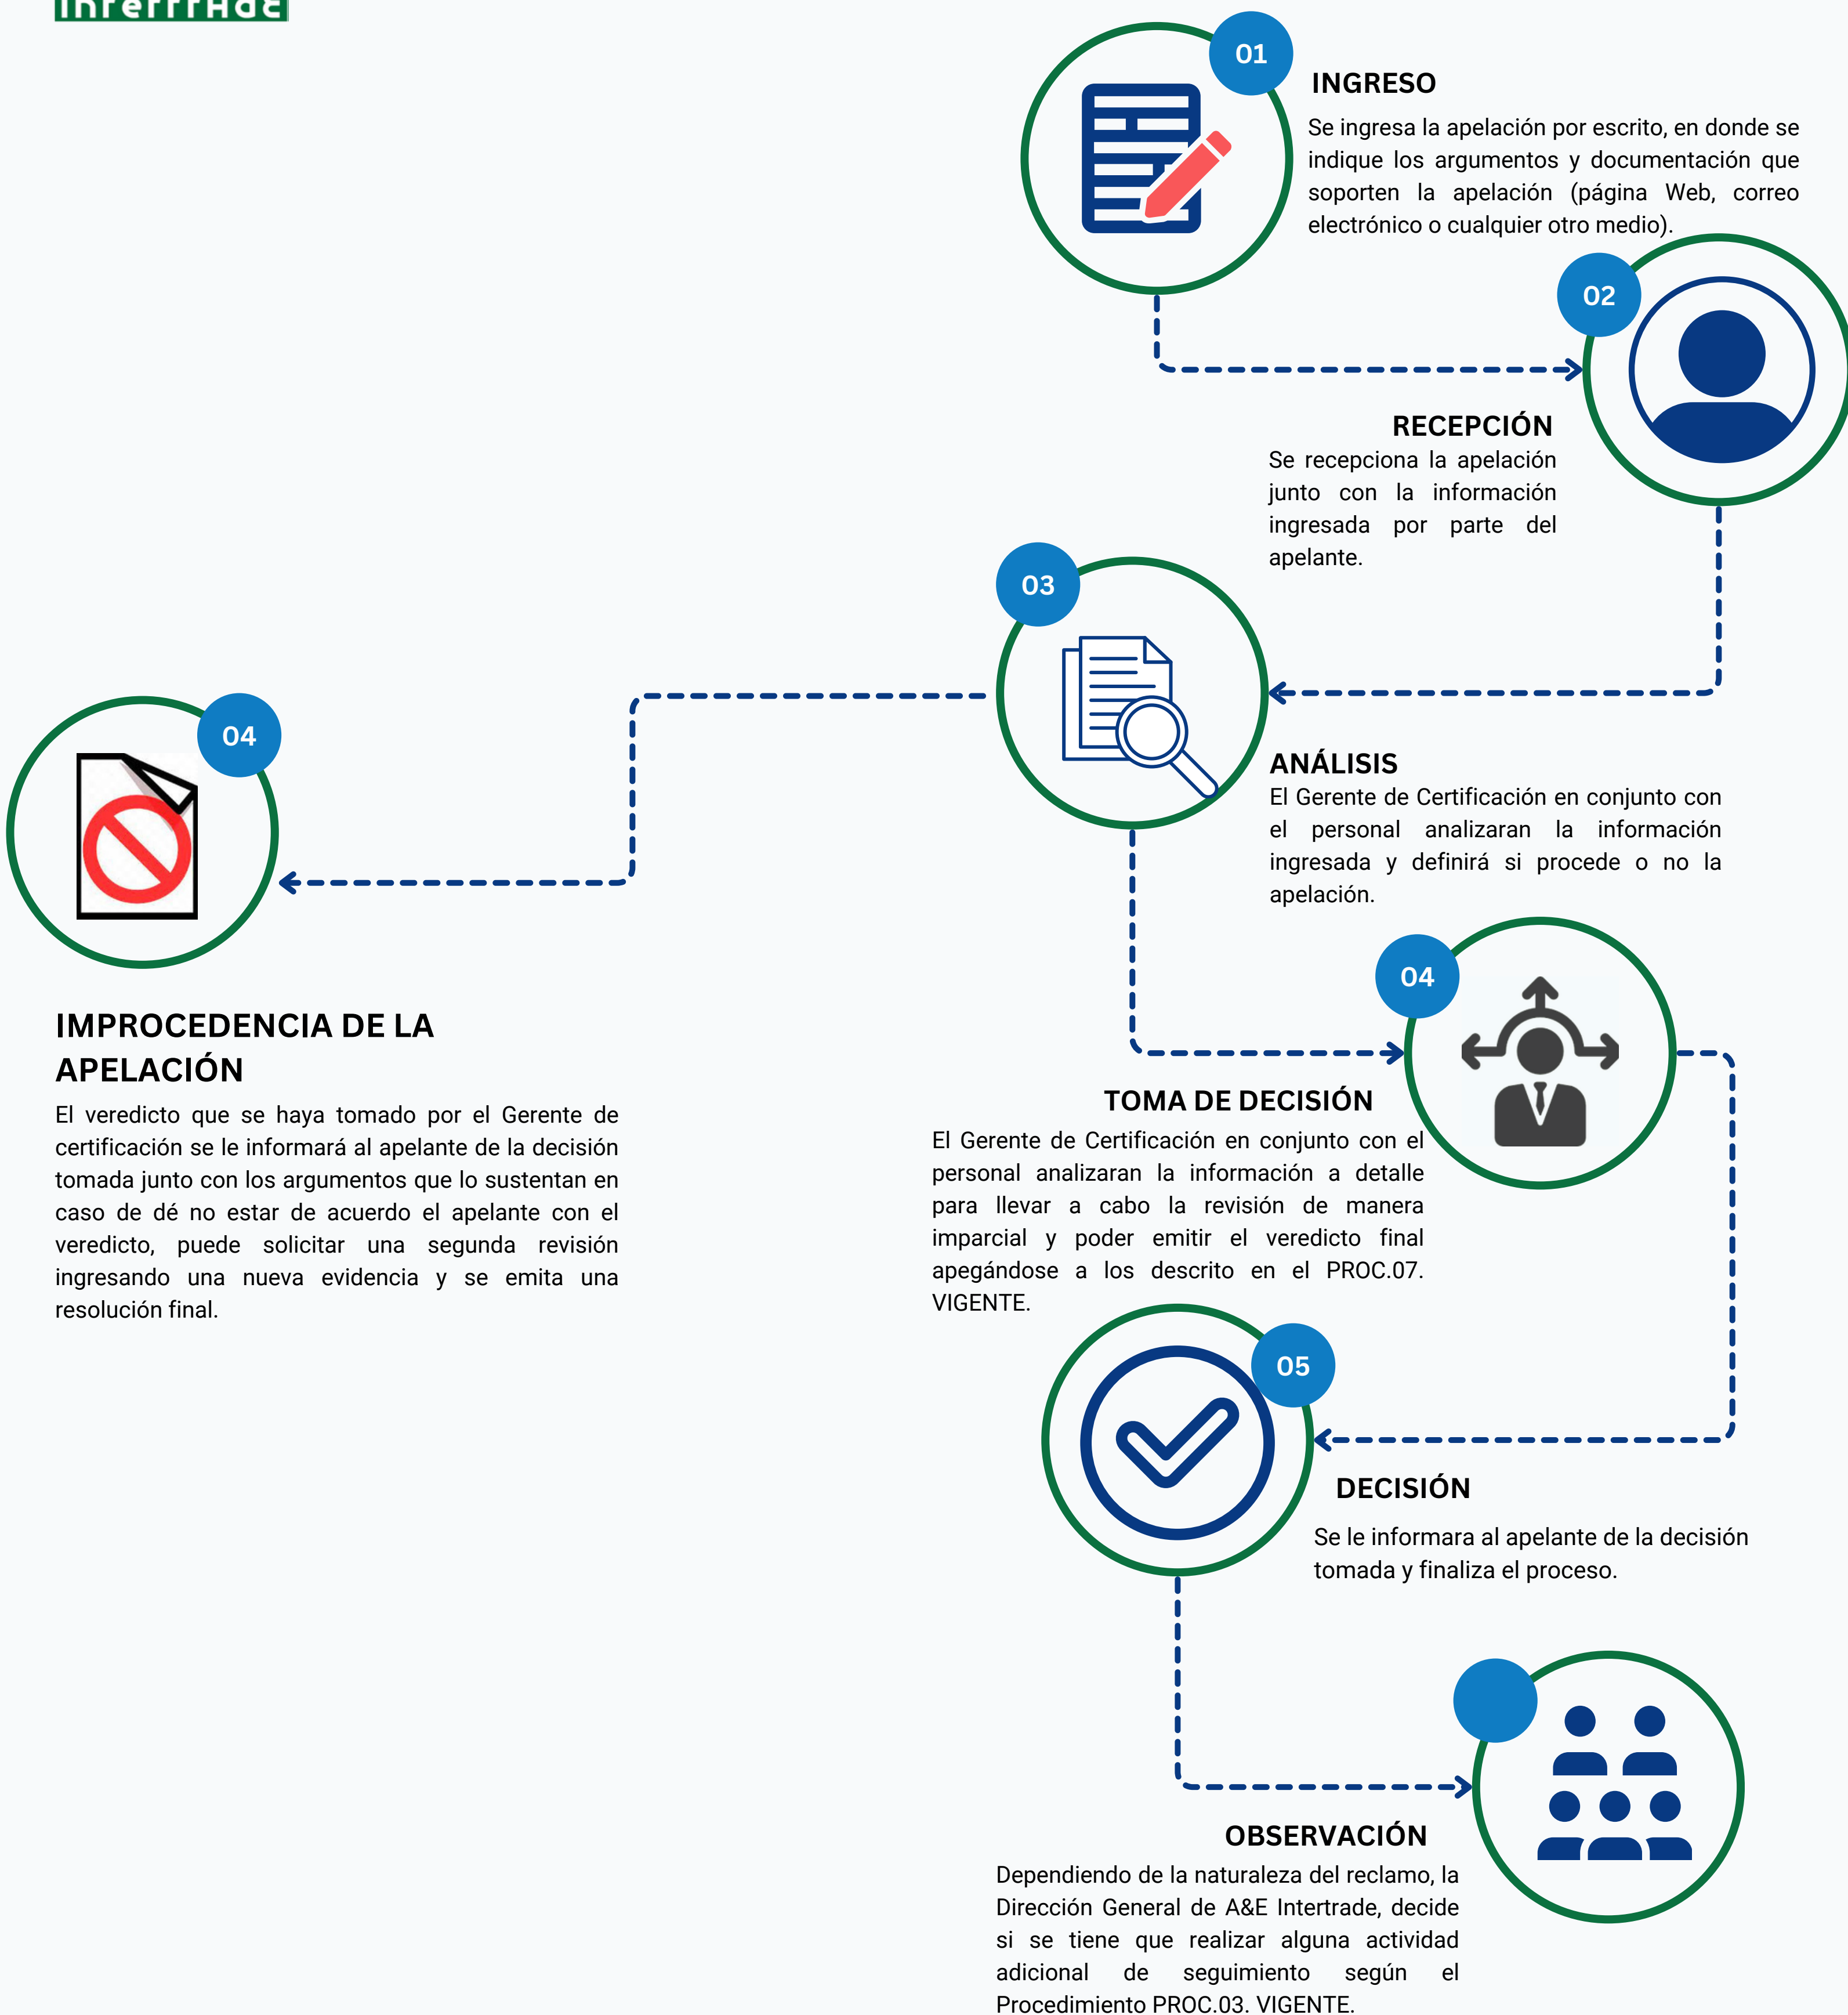 InTerTrade
01
INGRESO
Se ingresa la apelación por escrito, en donde se
indique los argumentos y documentación que
soporten la apelación (página Web, correo
electrónico o cualquier otro medio).
02
RECEPCIÓN
Se recepciona la apelación
junto con la información
ingresada por parte del
apelante.
03
ANÁLISIS
El Gerente de Certificación en conjunto con
el personal analizaran la información
ingresada y definirá si procede o no la
apelación.
04
IMPROCEDENCIA DE LA
APELACIÓN
El veredicto que se haya tomado por el Gerente de
certificación se le informará al apelante de la decisión
tomada junto con los argumentos que lo sustentan en
caso de dé no estar de acuerdo el apelante con el
veredicto, puede solicitar una segunda revisión
ingresando una nueva evidencia y se emita una
resolución final.
04
TOMA DE DECISIÓN
El Gerente de Certificación en conjunto con el
personal analizaran la información a detalle
para llevar a cabo la revisión de manera
imparcial y poder emitir el veredicto final
apegándose a los descrito en el PROC.07.
VIGENTE.
05
DECISIÓN
Se le informara al apelante de la decisión
tomada y finaliza el proceso.
OBSERVACIÓN
Dependiendo de la naturaleza del reclamo, la
Dirección General de A&E Intertrade, decide
si se tiene que realizar alguna actividad
adicional de seguimiento según el
Procedimiento PROC.03. VIGENTE.